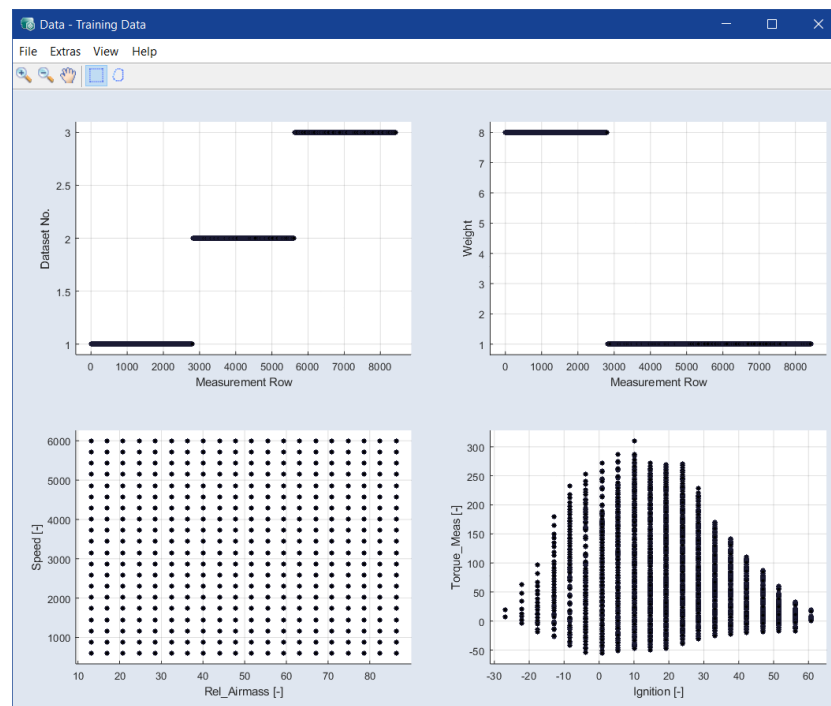 Data - Training Data
File Extras View Help
3
2.5
2
1.5
1
Dataset No.
0 1000 2000 3000 4000 5000 6000 7000 8000
Measurement Row
8
7
6
5
4
3
2
1
Weight
0 1000 2000 3000 4000 5000 6000 7000 8000
Measurement Row
6000
5000
4000
3000
2000
1000
Speed [-]
10 20 30 40 50 60 70 80
Rel_Airmass [-]
300
250
200
150
100
50
0
-50
Torque_Meas [-]
-30 -20 -10 0 10 20 30 40 50 60
Ignition [-]